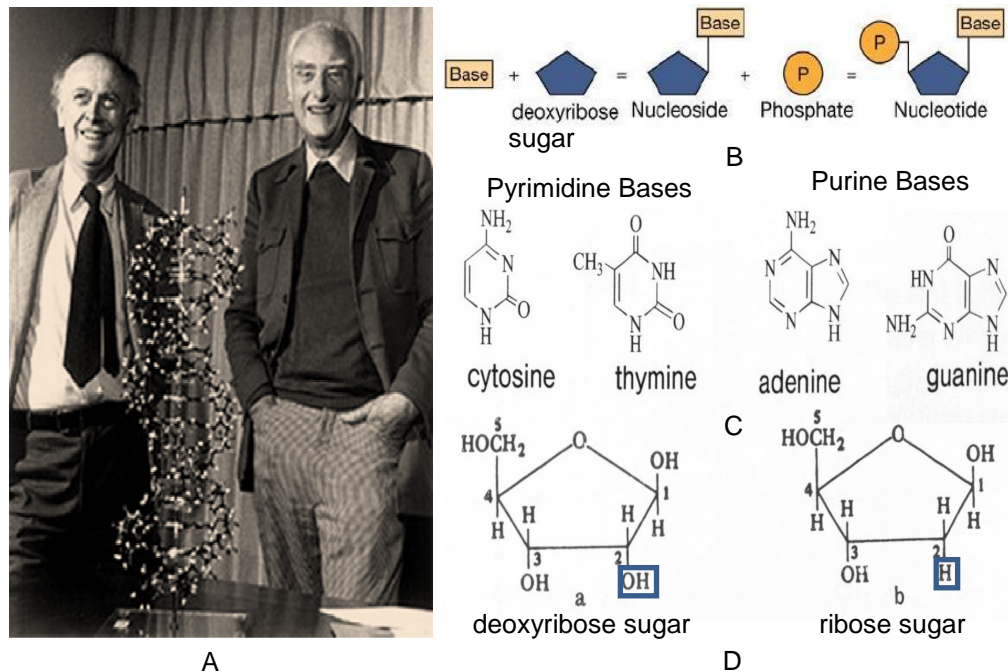 A
Base + deoxyribose sugar = Base Nucleoside + P Phosphate = P Base Nucleotide
B
Pyrimidine Bases
Purine Bases
NH₂
N
N
H
O
cytosine
O
CH₃
NH
N
H
O
thymine
NH₂
N
N
N
N
H
adenine
O
HN
N
NH₂
N
N
H
guanine
C
5
HOCH₂
O
OH
4
1
H
H
H
H
3
2
OH
OH
a
deoxyribose sugar
5
HOCH₂
O
OH
4
1
H
H
H
H
3
2
OH
H
b
ribose sugar
D